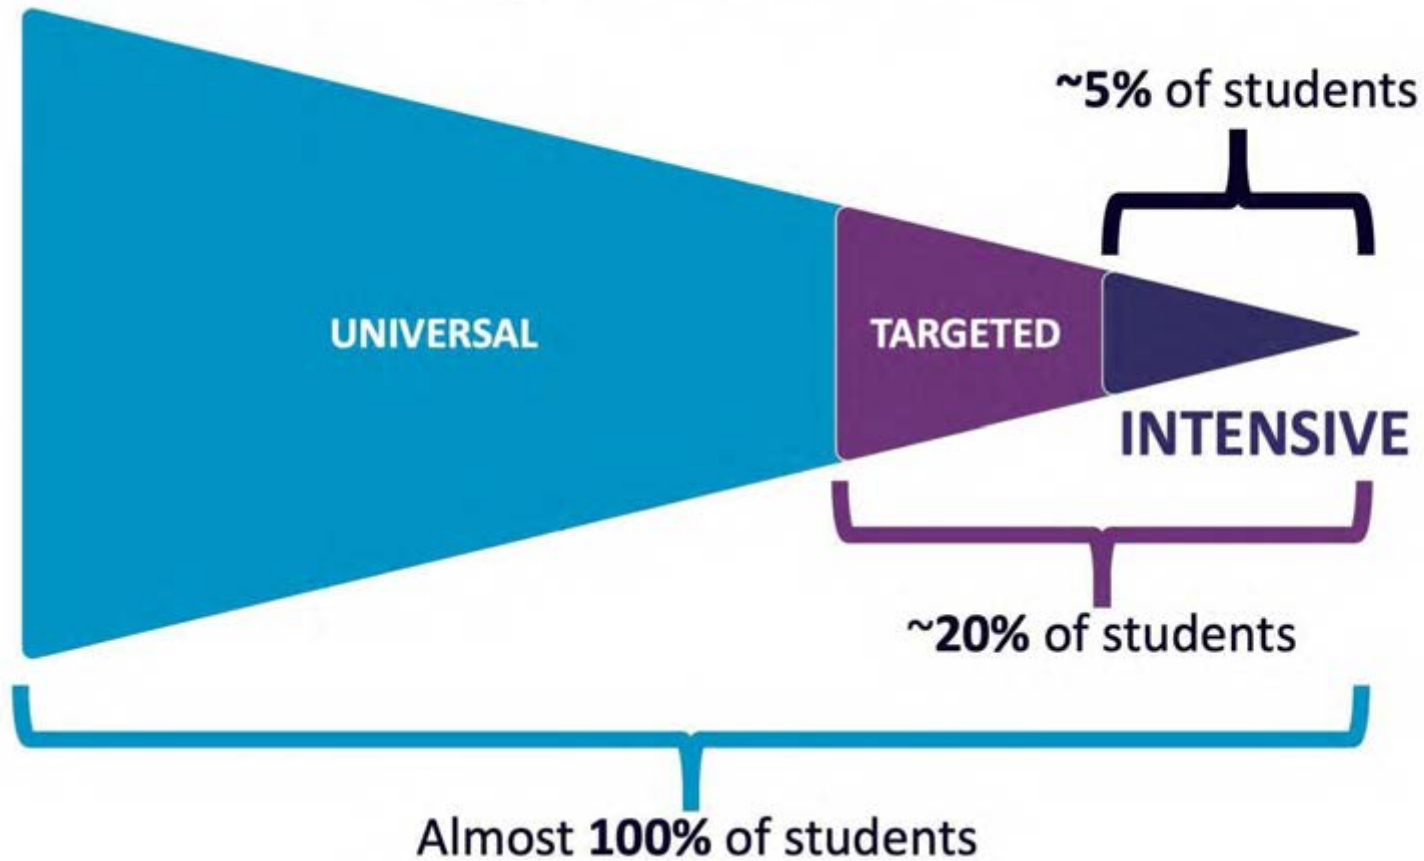 ~5% of students
UNIVERSAL
TARGETED
INTENSIVE
~20% of students
Almost 100% of students